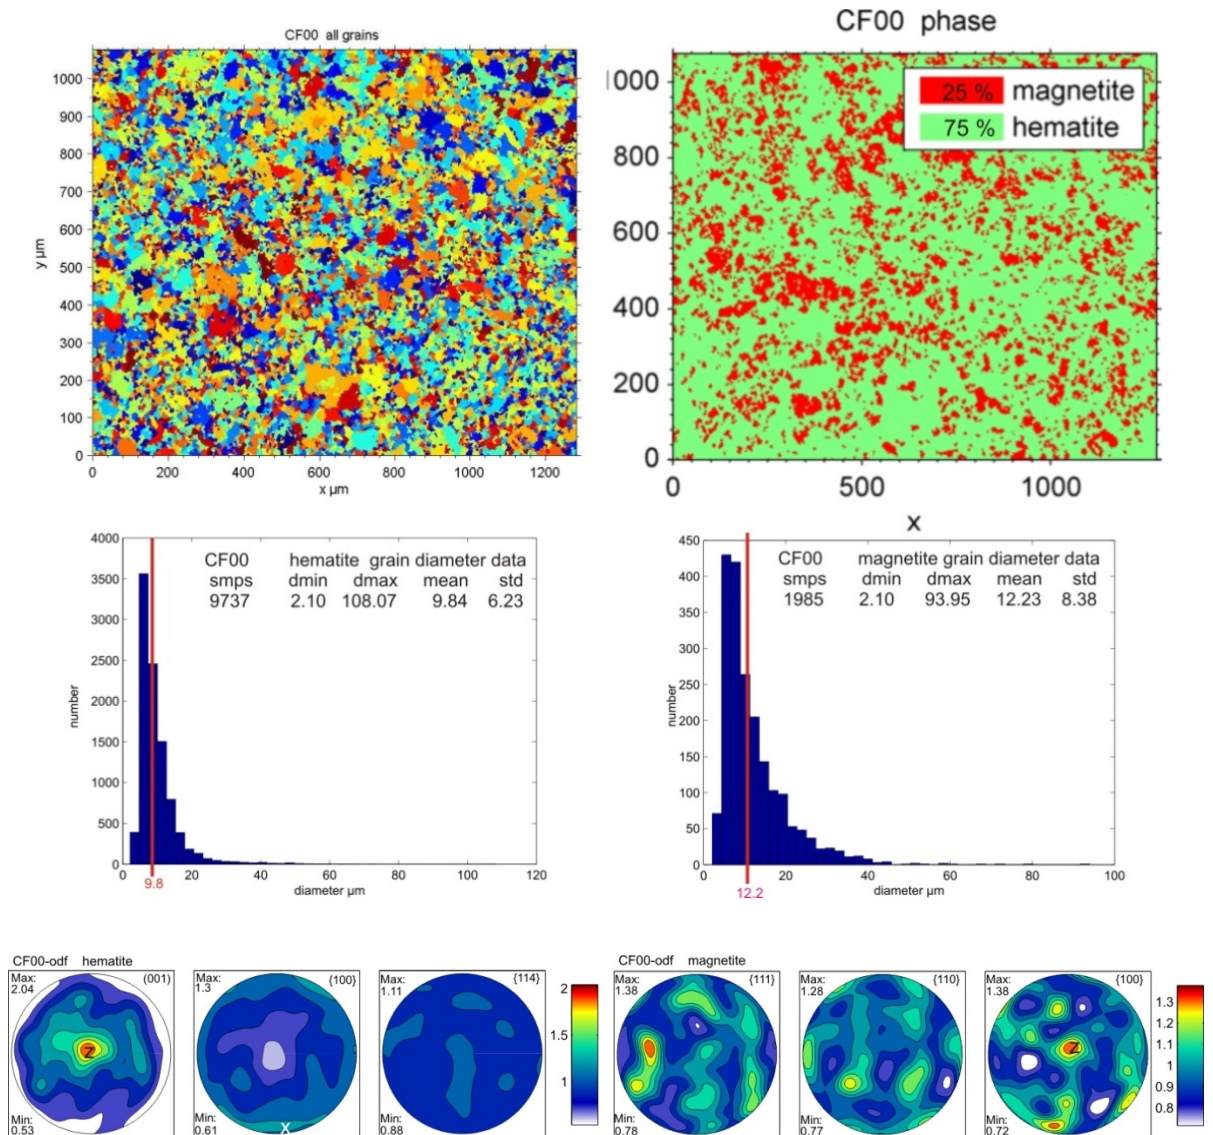 CF00 all grains
1000
900
800
700
600
500
400
300
200
100
0
y µm
0 200 400 600 800 1000 1200
x µm
CF00 phase
1000
800
600
400
200
0
25 % magnetite
75 % hematite
0 500 1000
x
4000
3500
3000
2500
2000
1500
1000
500
0
number
CF00 hematite grain diameter data
smps dmin dmax mean std
9737 2.10 108.07 9.84 6.23
0 20 40 60 80 100 120
9.8
diameter µm
450
400
350
300
250
200
150
100
50
0
number
CF00 magnetite grain diameter data
smps dmin dmax mean std
1985 2.10 93.95 12.23 8.38
0 20 40 60 80 100
12.2
diameter µm
CF00-odf hematite
Max:
2.04
(001)
Z
Min:
0.53
Max:
1.3
{100}
X
Min:
0.61
Max:
1.11
{114}
Min:
0.88
2
1.5
1
CF00-odf magnetite
Max:
1.38
{111}
Min:
0.78
Max:
1.28
{110}
Min:
0.77
Max:
1.38
{100}
Z
Min:
0.72
1.3
1.2
1.1
1
0.9
0.8